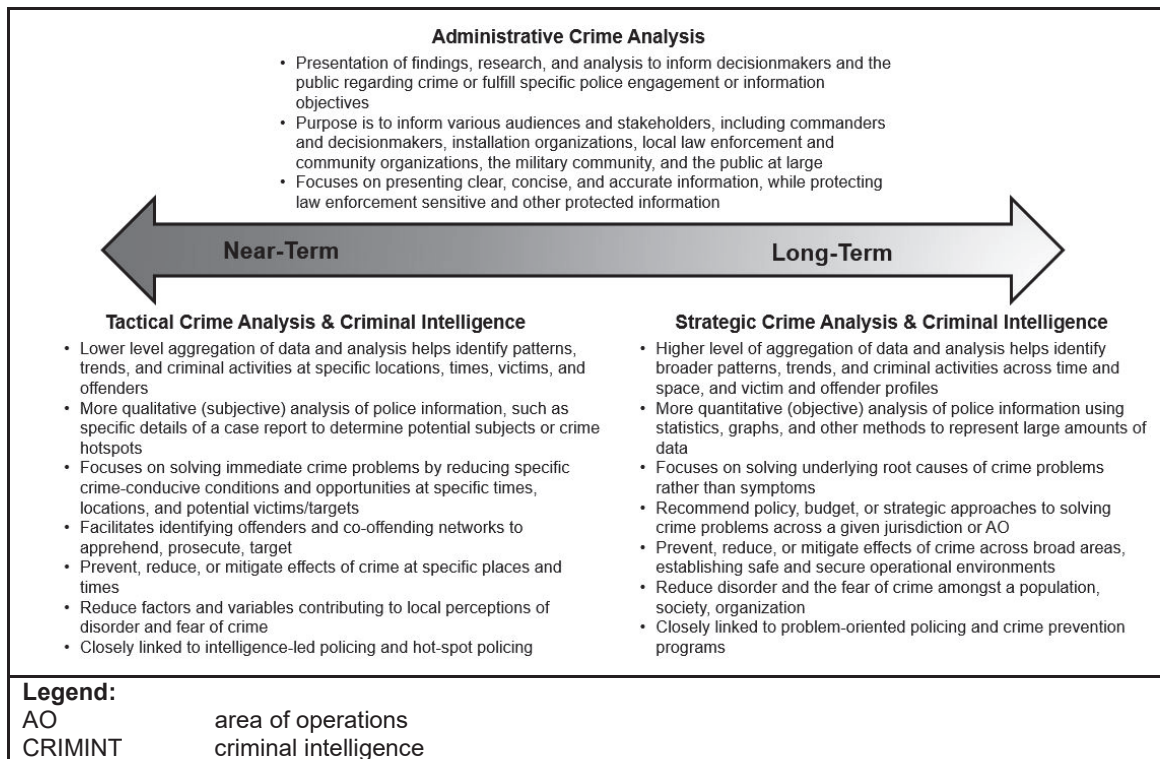 Administrative Crime Analysis
• Presentation of findings, research, and analysis to inform decisionmakers and the
public regarding crime or fulfill specific police engagement or information
objectives
• Purpose is to inform various audiences and stakeholders, including commanders
and decisionmakers, installation organizations, local law enforcement and
community organizations, the military community, and the public at large
• Focuses on presenting clear, concise, and accurate information, while protecting
law enforcement sensitive and other protected information
Near-Term
Long-Term
Tactical Crime Analysis & Criminal Intelligence
• Lower level aggregation of data and analysis helps identify patterns,
trends, and criminal activities at specific locations, times, victims, and
offenders
• More qualitative (subjective) analysis of police information, such as
specific details of a case report to determine potential subjects or crime
hotspots
• Focuses on solving immediate crime problems by reducing specific
crime-conducive conditions and opportunities at specific times,
locations, and potential victims/targets
• Facilitates identifying offenders and co-offending networks to
apprehend, prosecute, target
• Prevent, reduce, or mitigate effects of crime at specific places and
times
• Reduce factors and variables contributing to local perceptions of
disorder and fear of crime
• Closely linked to intelligence-led policing and hot-spot policing
Strategic Crime Analysis & Criminal Intelligence
• Higher level of aggregation of data and analysis helps identify
broader patterns, trends, and criminal activities across time and
space, and victim and offender profiles
• More quantitative (objective) analysis of police information using
statistics, graphs, and other methods to represent large amounts of
data
• Focuses on solving underlying root causes of crime problems
rather than symptoms
• Recommend policy, budget, or strategic approaches to solving
crime problems across a given jurisdiction or AO
• Prevent, reduce, or mitigate effects of crime across broad areas,
establishing safe and secure operational environments
• Reduce disorder and the fear of crime amongst a population,
society, organization
• Closely linked to problem-oriented policing and crime prevention
programs
Legend:
AO area of operations
CRIMINT criminal intelligence